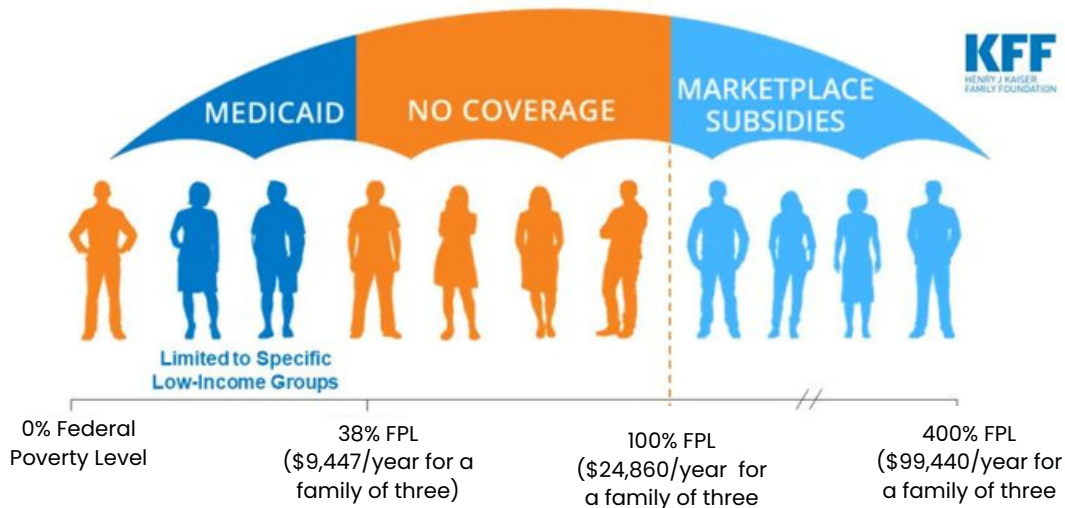 KFF
HENRY J KAISER
FAMILY FOUNDATION
MEDICAID
NO COVERAGE
MARKETPLACE
SUBSIDIES
Limited to Specific
Low-Income Groups
0% Federal
Poverty Level
38% FPL
($9,447/year for a
family of three)
100% FPL
($24,860/year for
a family of three
400% FPL
($99,440/year for
a family of three